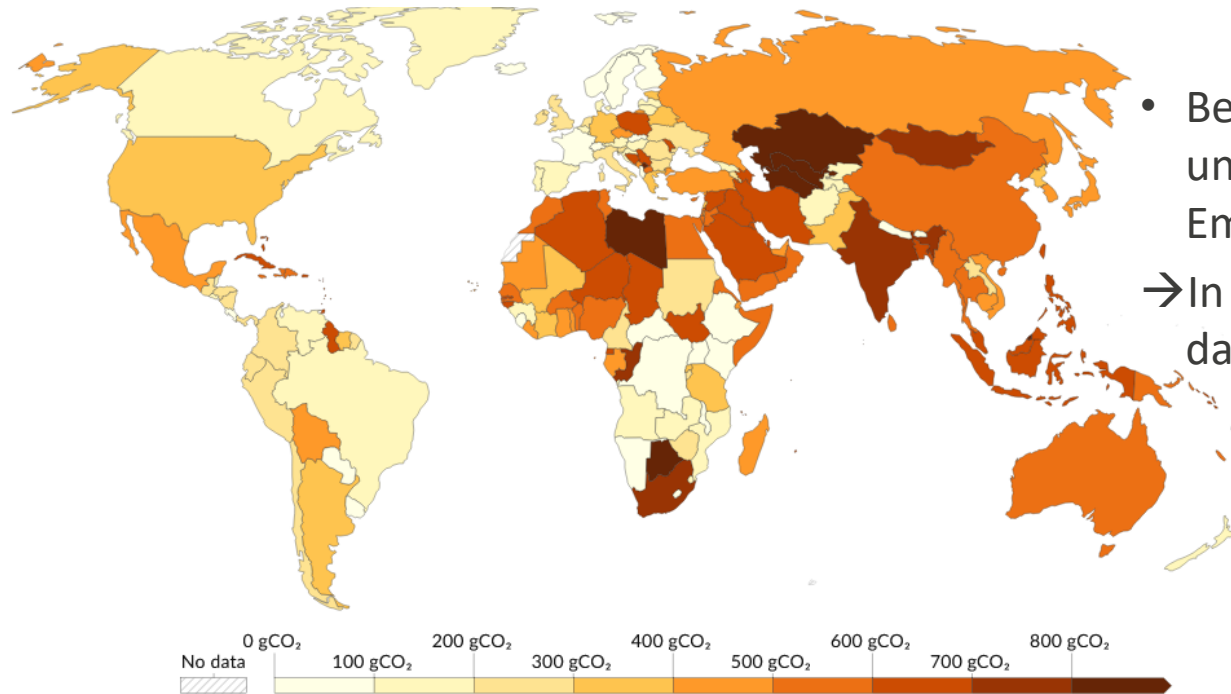 • Be
un
Em
→In
da
0 gCO₂ 200 gCO₂ 400 gCO₂ 600 gCO₂ 800 gCO₂
No data 100 gCO₂ 300 gCO₂ 500 gCO₂ 700 gCO₂